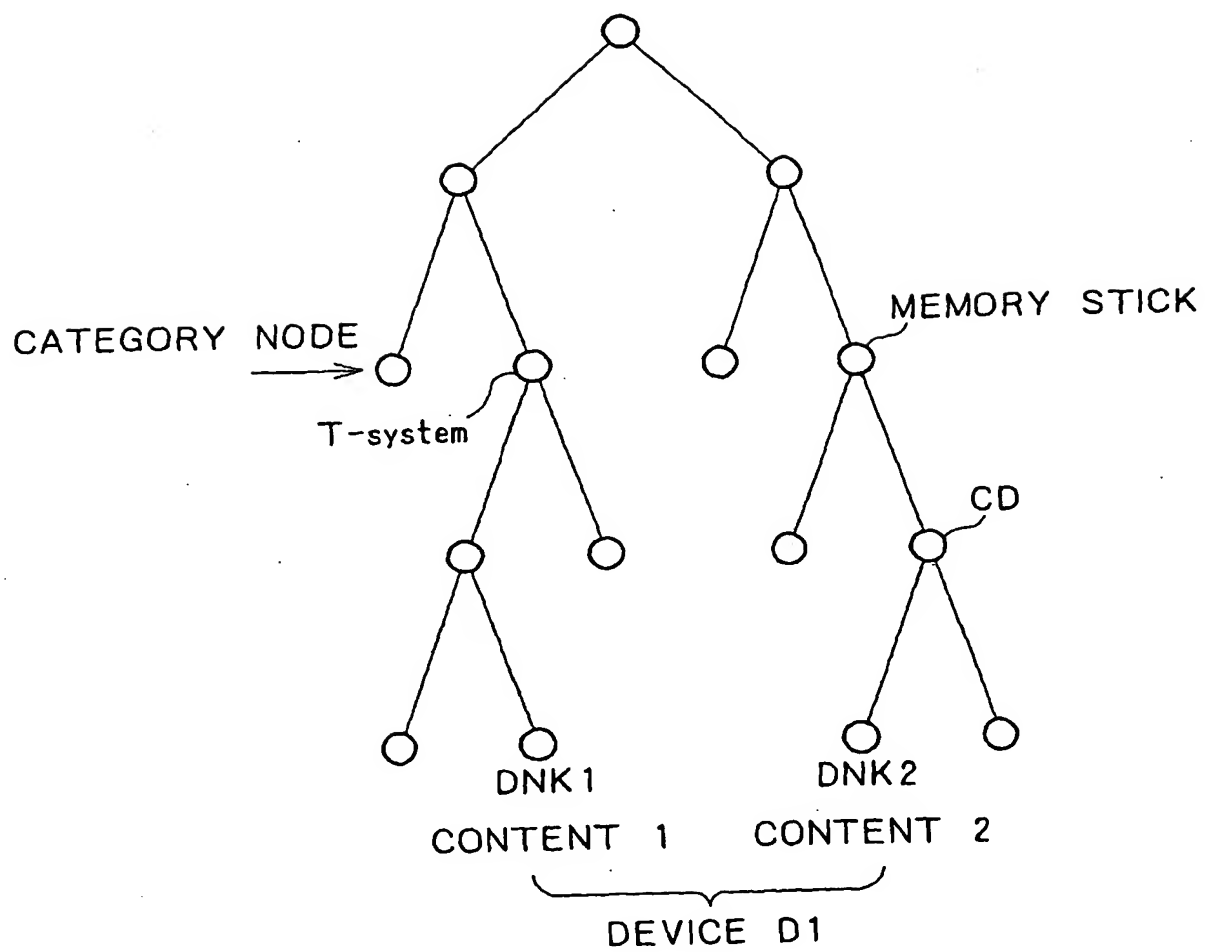 MEMORY STICK
CATEGORY NODE
T-system
CD
DNK1
DNK2
CONTENT 1
CONTENT 2
DEVICE D1